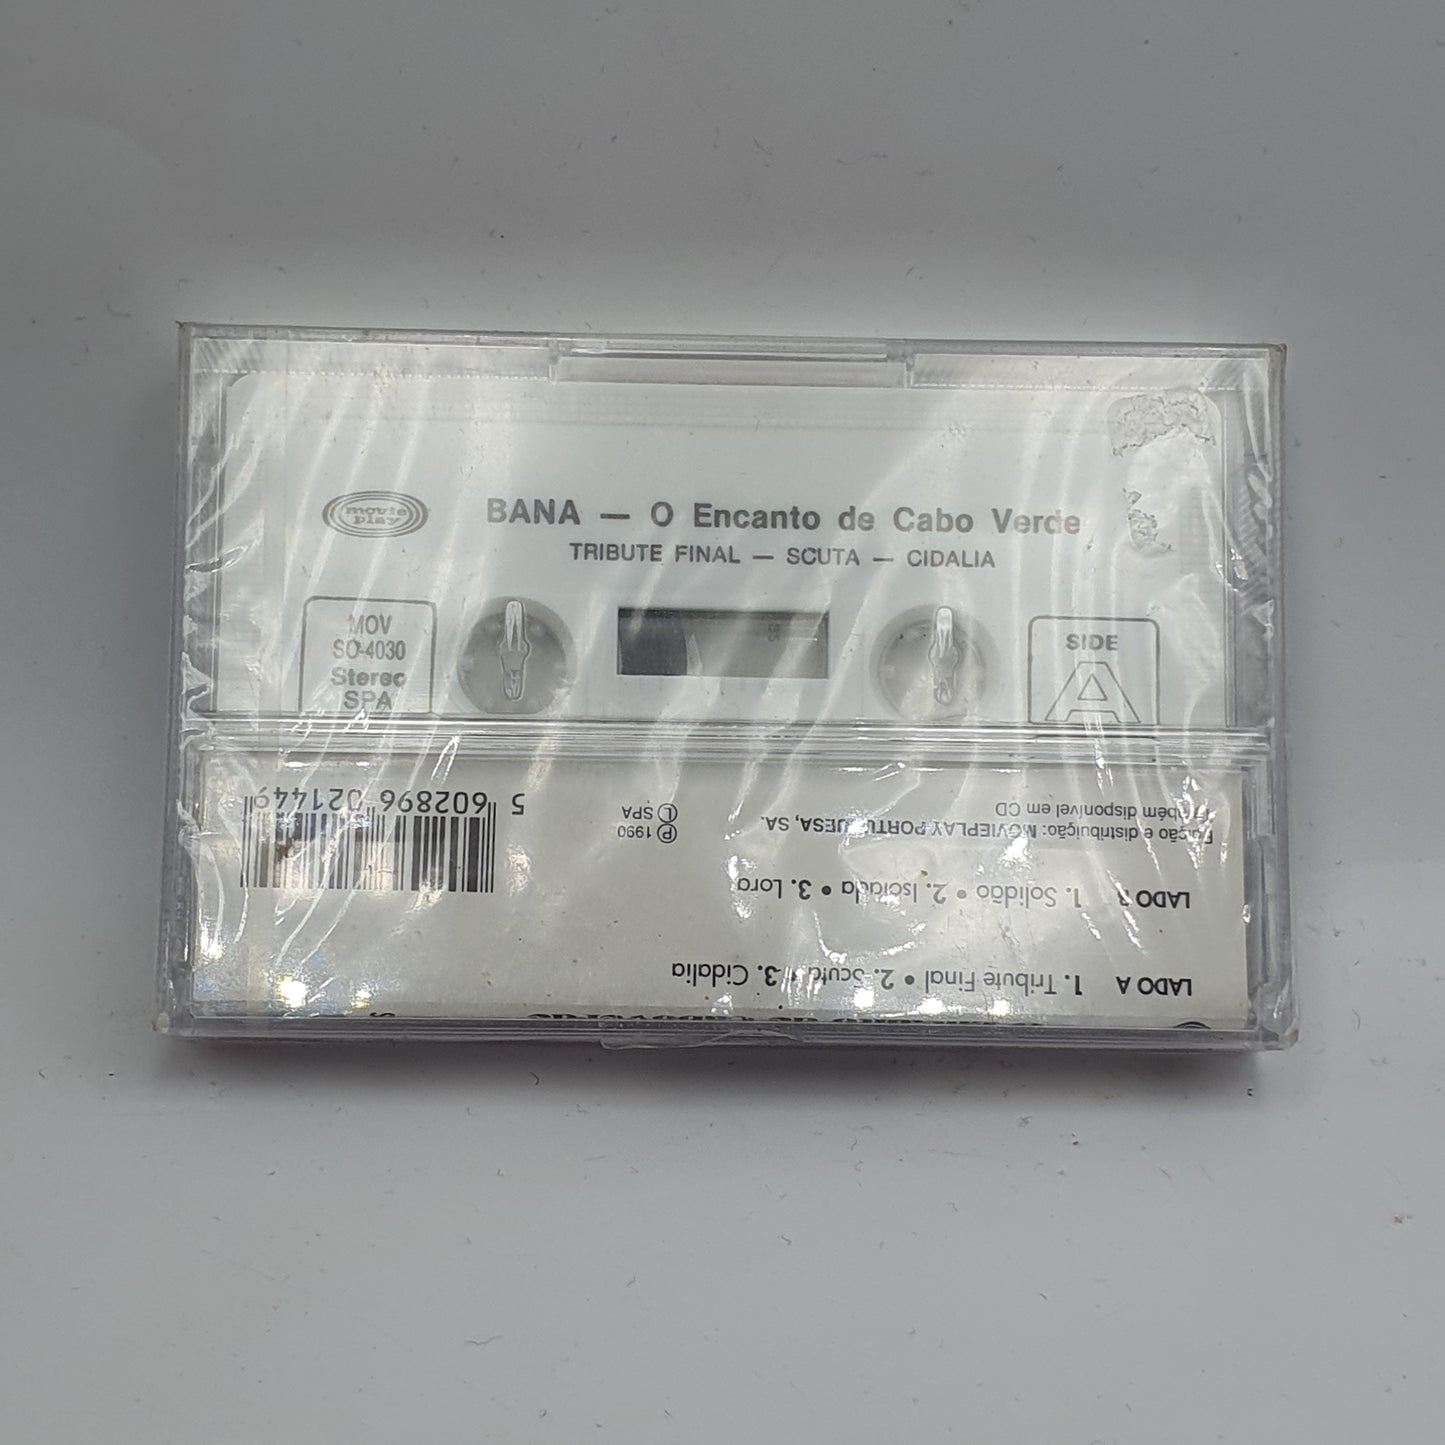 movie
play
BANA — O Encanto de Cabo Verde
TRIBUTE FINAL — SCUTA — CIDALIA
MOV
SO-4030
Stereo
SPA
SIDE
A
LADO A 1. Tribute Final • 2. Scuta • 3. Cidalia
LADO B 1. Solidão • 2. Isolada • 3. Lora
Edição e distribuição: MOVIEPLAY PORTUGUESA, SA.
Também disponível em CD
Ⓟ 1990
Ⓛ SPA
5 602896 021449